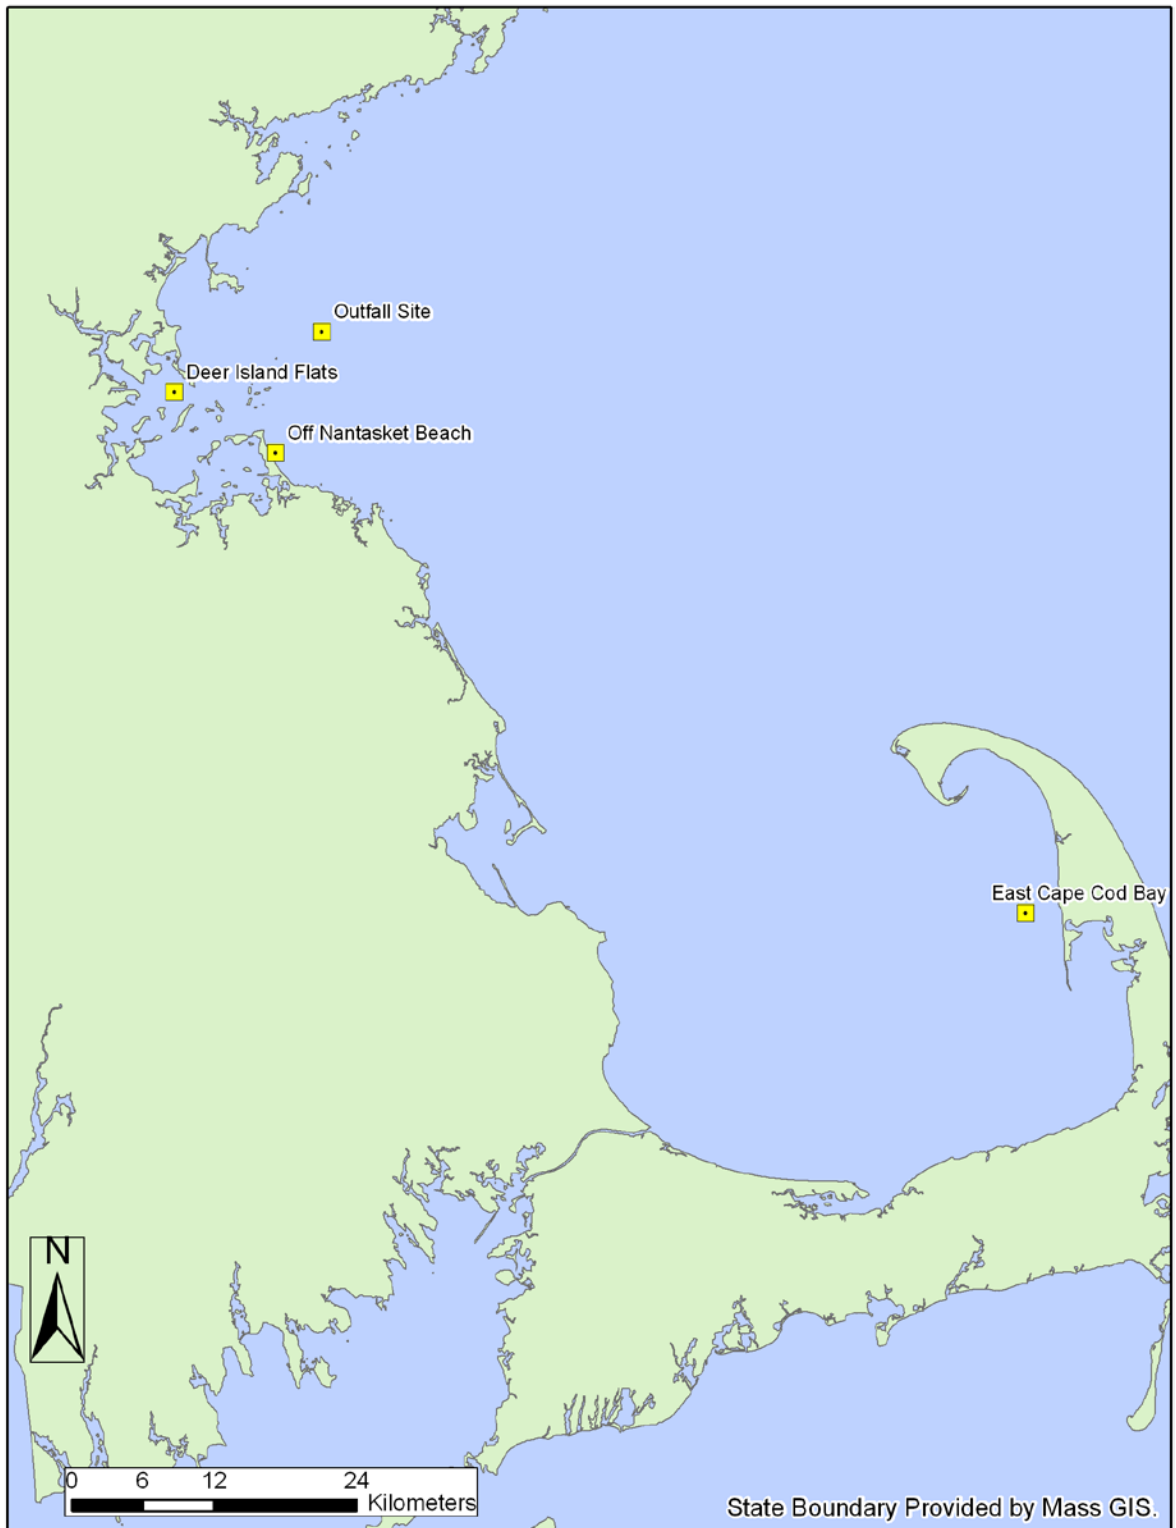 Outfall Site
Deer Island Flats
Off Nantasket Beach
East Cape Cod Bay
N
0 6 12 24
Kilometers
State Boundary Provided by Mass GIS.